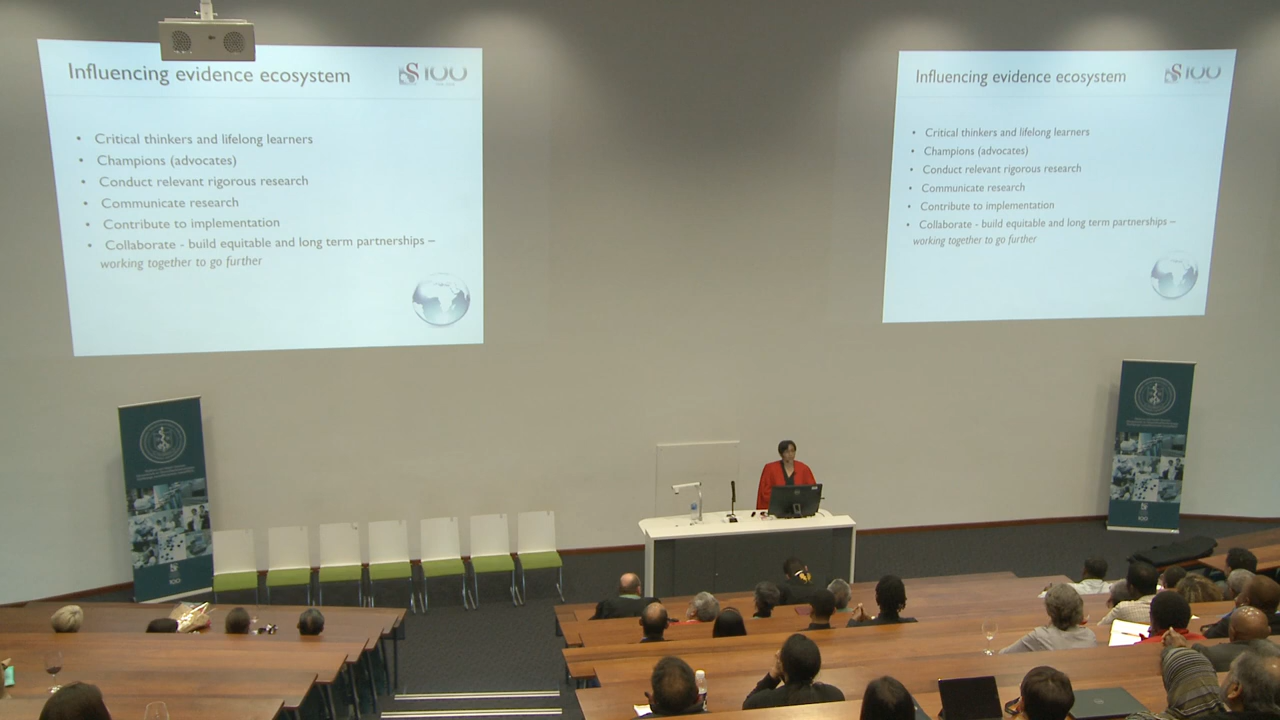 Influencing evidence ecosystem
S100
• Critical thinkers and lifelong learners
• Champions (advocates)
• Conduct relevant rigorous research
• Communicate research
• Contribute to implementation
• Collaborate - build equitable and long term partnerships –
working together to go further
Influencing evidence ecosystem
S100
• Critical thinkers and lifelong learners
• Champions (advocates)
• Conduct relevant rigorous research
• Communicate research
• Contribute to implementation
• Collaborate - build equitable and long term partnerships –
working together to go further
100
100